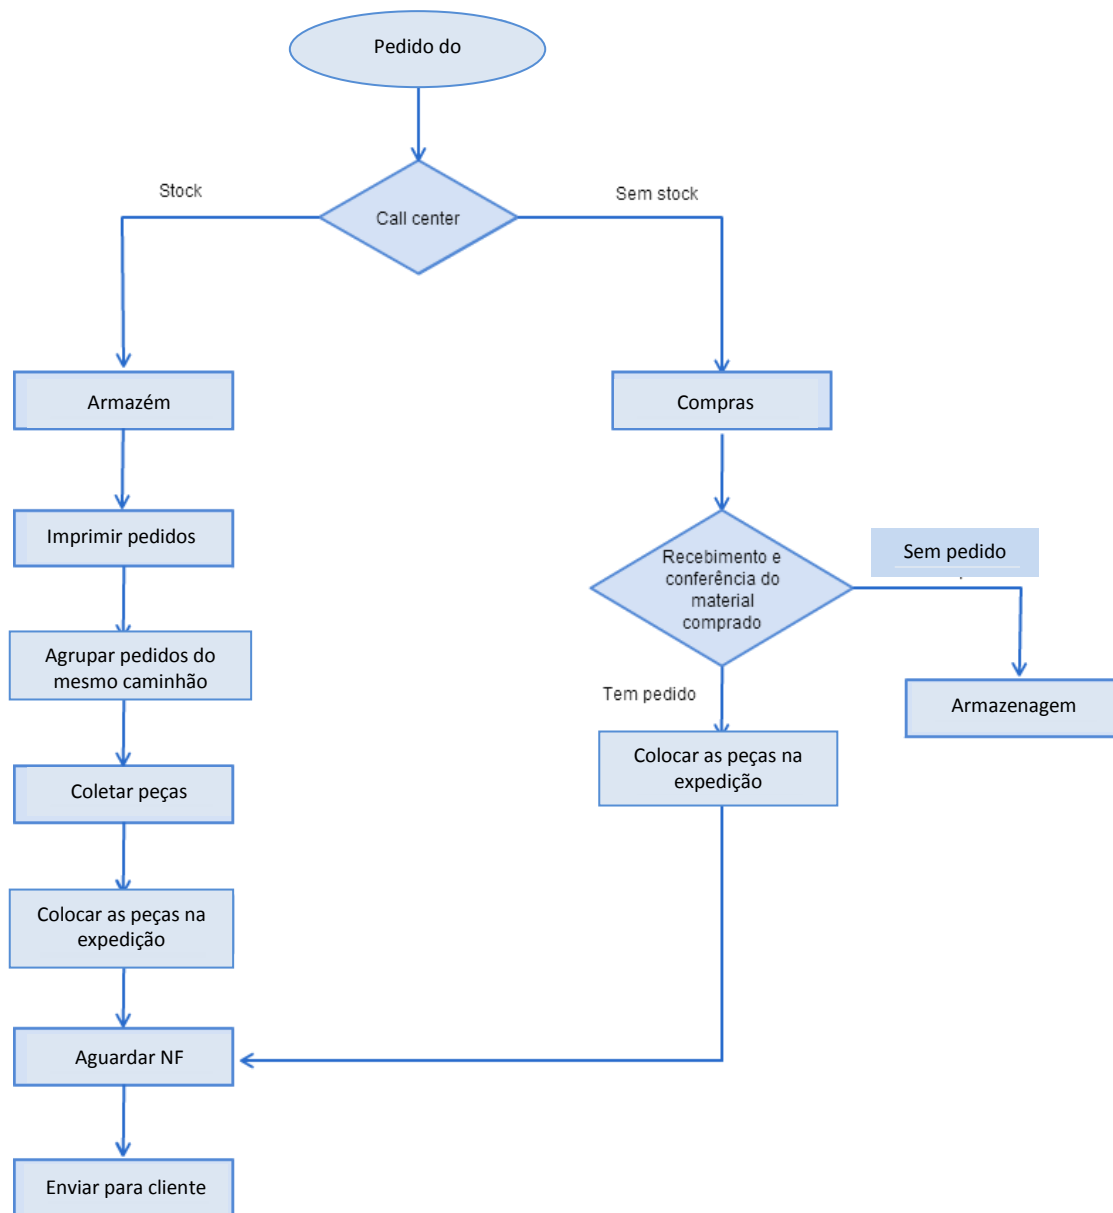 Pedido do
Stock
Sem stock
Call center
Armazém
Compras
Imprimir pedidos
Recebimento e
conferência do
material
comprado
Sem pedido
Agrupar pedidos do
mesmo caminhão
Tem pedido
Armazenagem
Coletar peças
Colocar as peças na
expedição
Colocar as peças na
expedição
Aguardar NF
Enviar para cliente